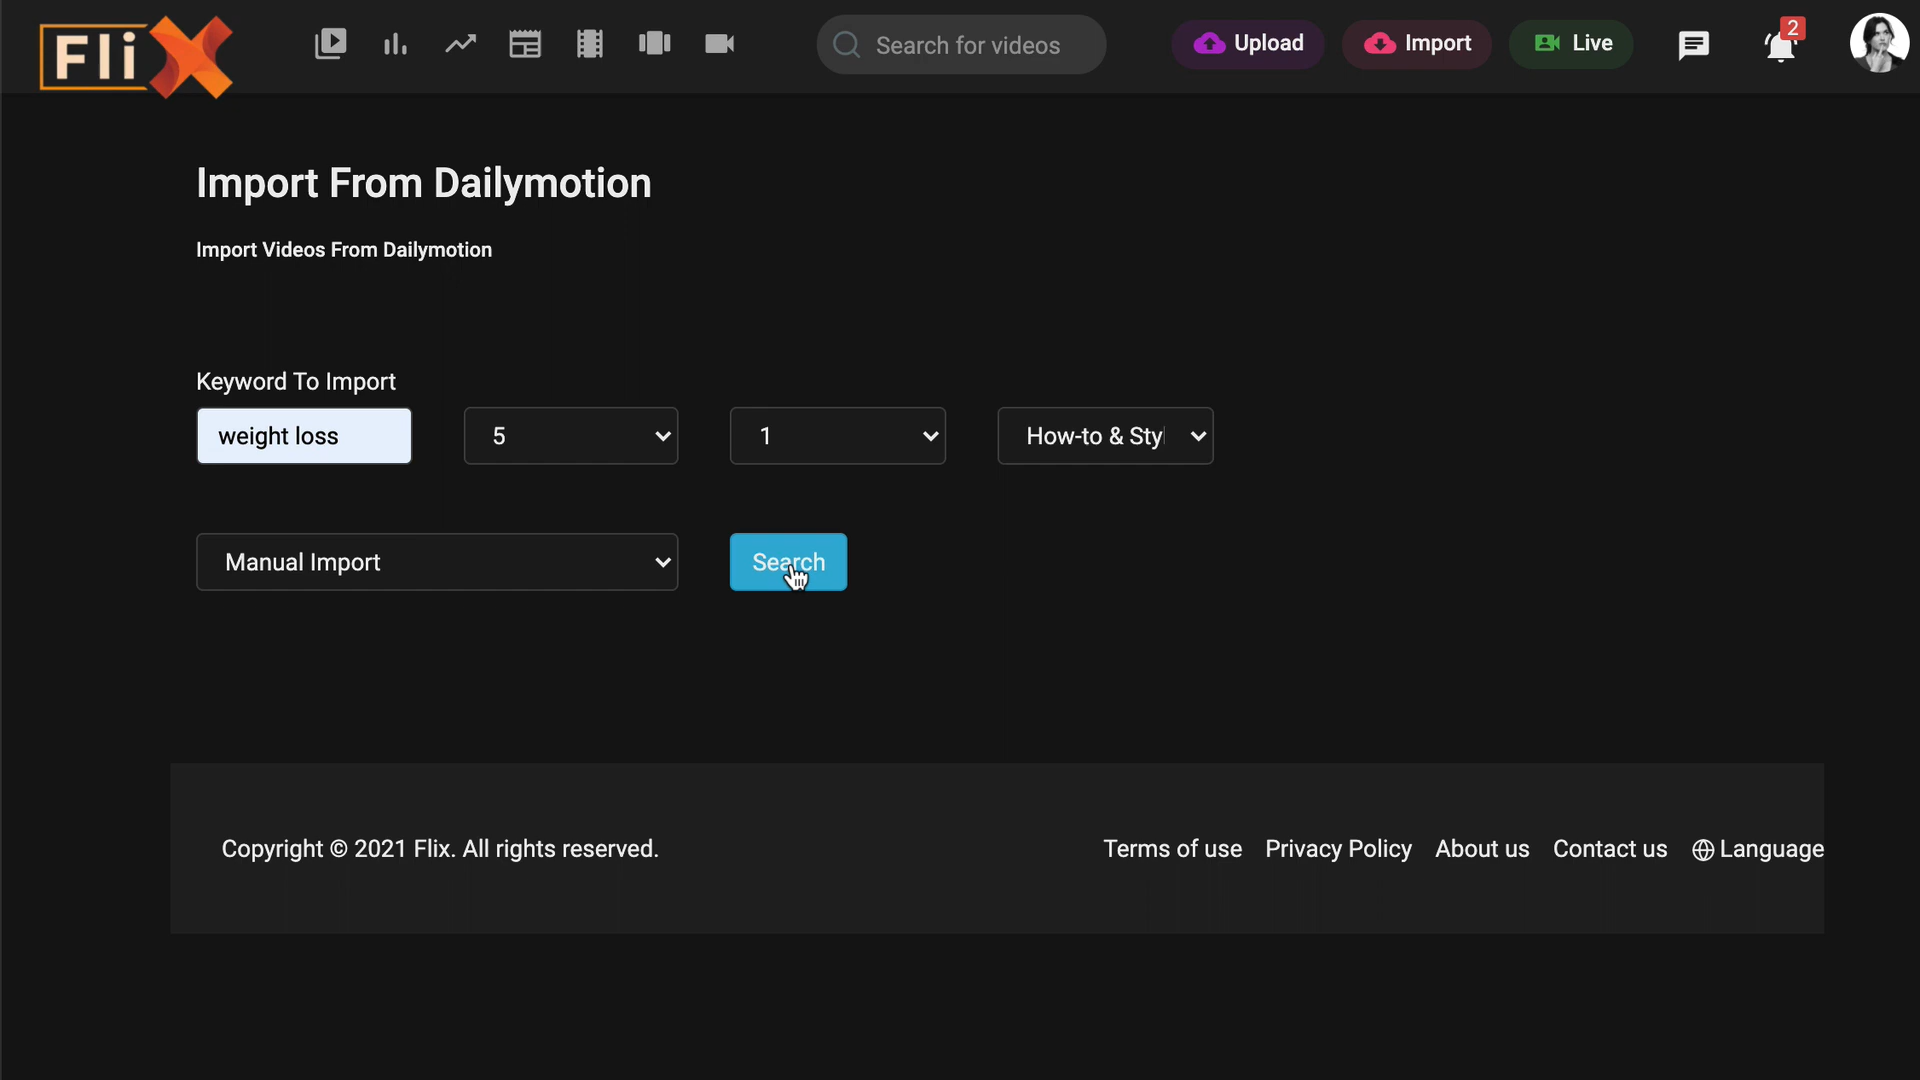 FliX
Search for videos
Upload
Import
Live
2
Import From Dailymotion
Import Videos From Dailymotion
Keyword To Import
weight loss
5
1
How-to & Sty
Manual Import
Search
Copyright © 2021 Flix. All rights reserved.
Terms of use
Privacy Policy
About us
Contact us
Language